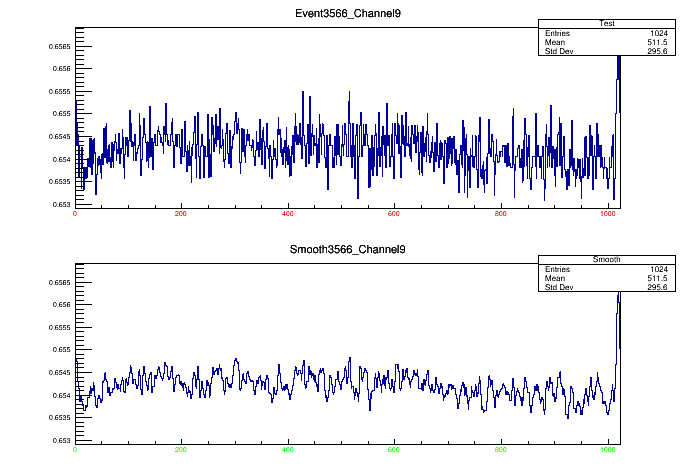 Event3566_Channel9
Test
Entries 1024
Mean 511.5
Std Dev 295.6
0.6565
0.656
0.6555
0.655
0.6545
0.654
0.6535
0.653
0 200 400 600 800 1000
Smooth3566_Channel9
Smooth
Entries 1024
Mean 511.5
Std Dev 295.6
0.6565
0.656
0.6555
0.655
0.6545
0.654
0.6535
0.653
0 200 400 600 800 1000